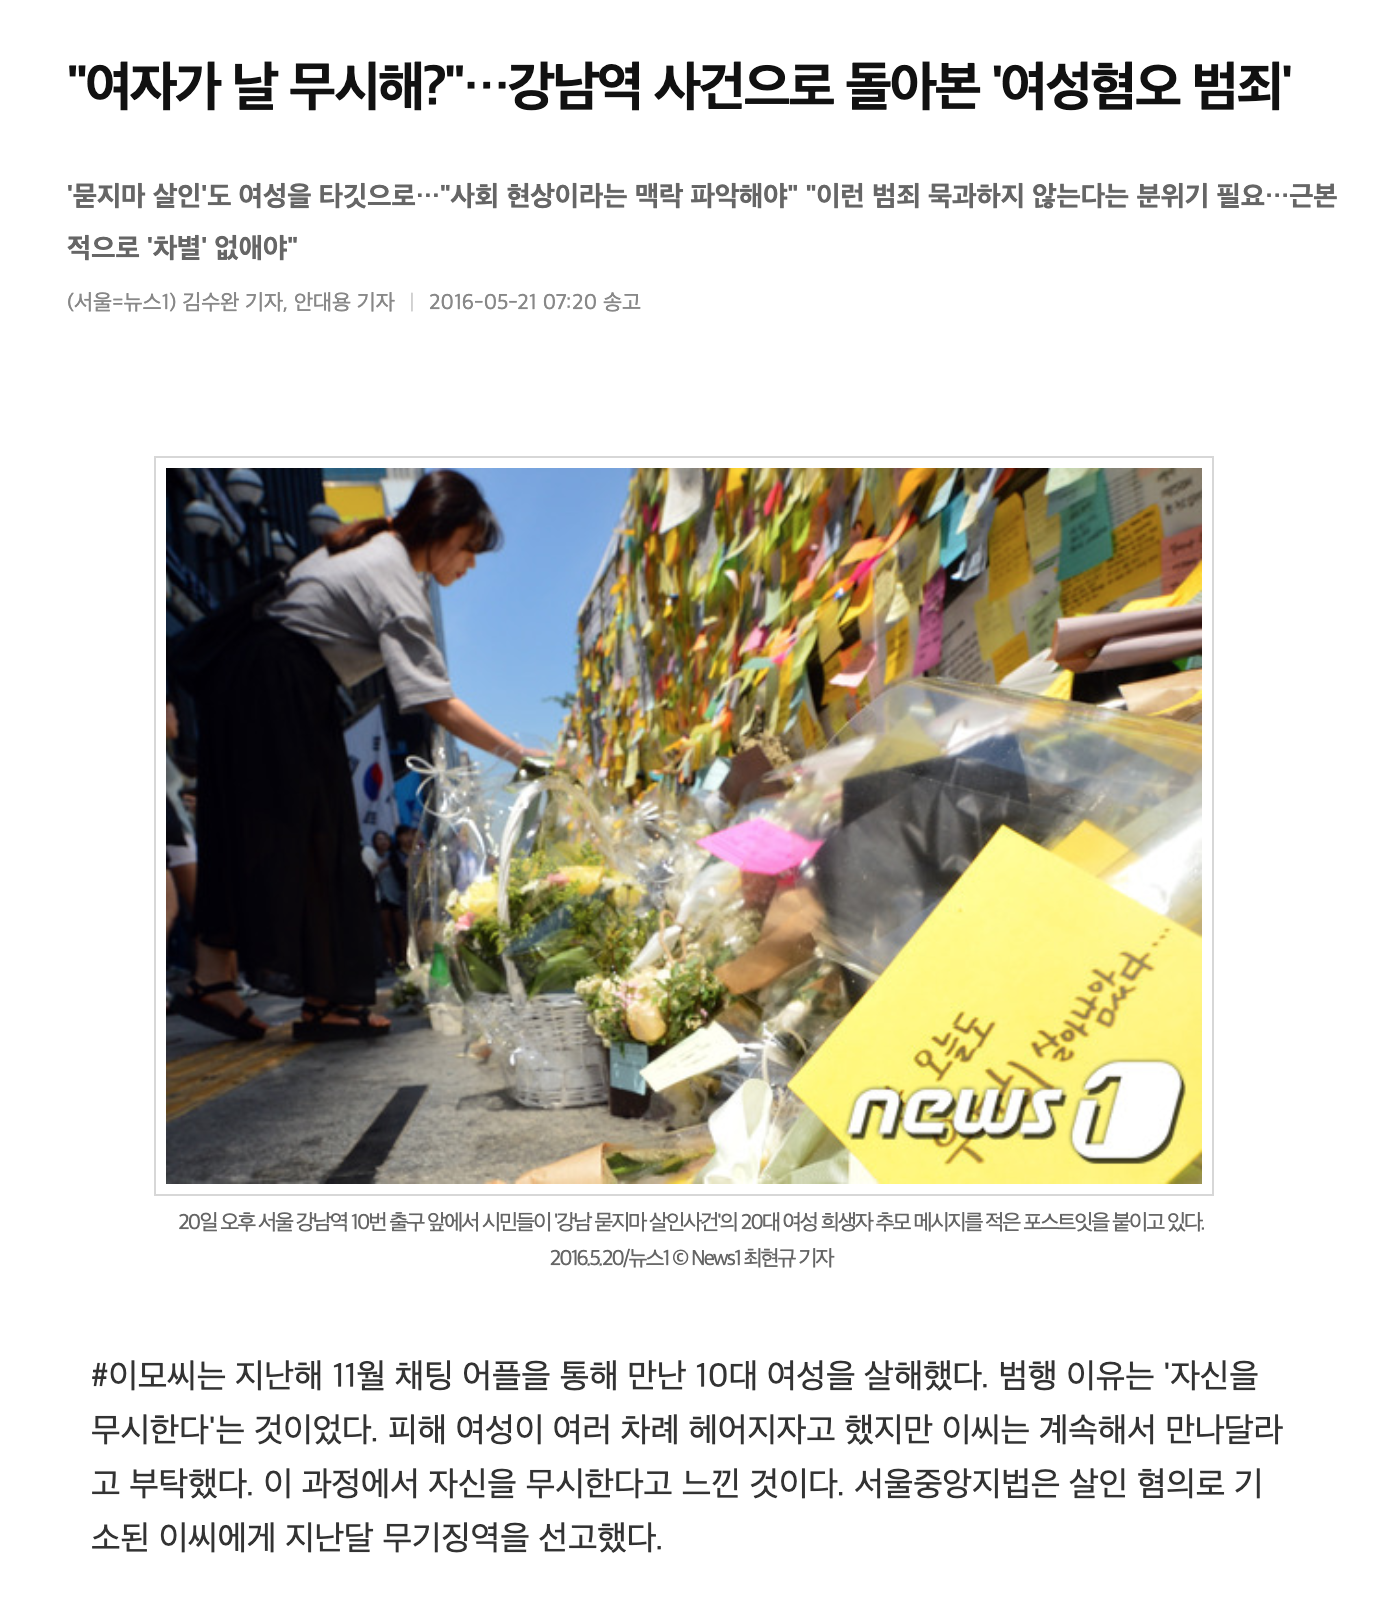 "여자가 날 무시해?"…강남역 사건으로 돌아본 '여성혐오 범죄'
'묻지마 살인'도 여성을 타깃으로…"사회 현상이라는 맥락 파악해야" "이런 범죄 묵과하지 않는다는 분위기 필요…근본
적으로 '차별' 없애야"
(서울=뉴스1) 김수완 기자, 안대용 기자 | 2016-05-21 07:20 송고
오늘도
살아남았다…
news1
20일 오후 서울 강남역 10번 출구 앞에서 시민들이 '강남 묻지마 살인사건'의 20대 여성 희생자 추모 메시지를 적은 포스트잇을 붙이고 있다.
2016.5.20/뉴스1 © News1 최현규 기자
#이모씨는 지난해 11월 채팅 어플을 통해 만난 10대 여성을 살해했다. 범행 이유는 '자신을
무시한다'는 것이었다. 피해 여성이 여러 차례 헤어지자고 했지만 이씨는 계속해서 만나달라
고 부탁했다. 이 과정에서 자신을 무시한다고 느낀 것이다. 서울중앙지법은 살인 혐의로 기
소된 이씨에게 지난달 무기징역을 선고했다.